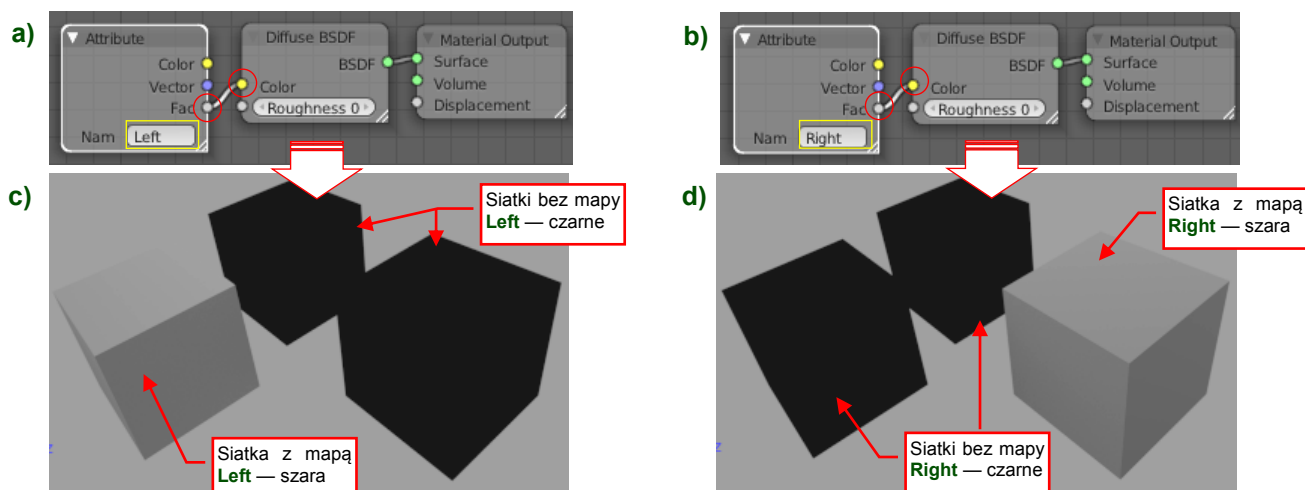 a)
Attribute
Color
Vector
Fac
Nam Left
Diffuse BSDF
BSDF
Color
Roughness 0
Material Output
Surface
Volume
Displacement
b)
Attribute
Color
Vector
Fac
Nam Right
Diffuse BSDF
BSDF
Color
Roughness 0
Material Output
Surface
Volume
Displacement
c)
Siatki bez mapy
Left — czarne
Siatka z mapą
Left — szara
z
d)
Siatka z mapą
Right — szara
Siatki bez mapy
Right — czarne
z